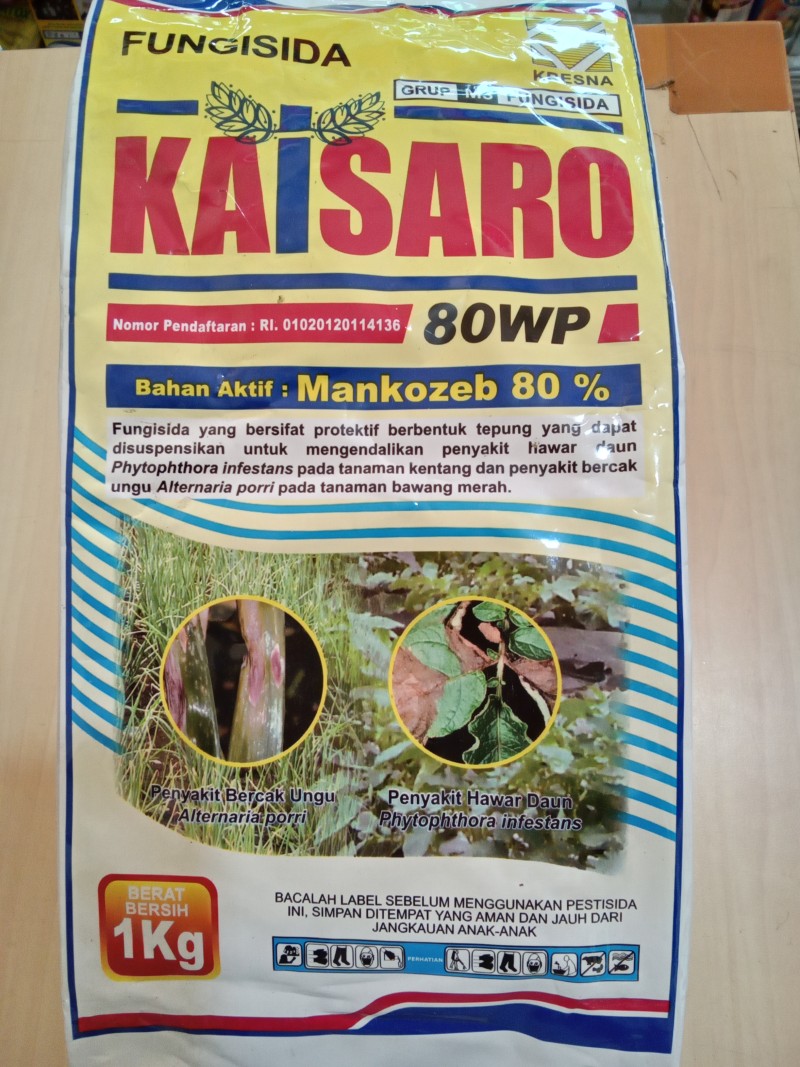 FUNGISIDA
KRESNA
GRUP M3 FUNGISIDA
KAISARO
Nomor Pendaftaran : RI. 01020120114136
80WP
Bahan Aktif : Mankozeb 80 %
Fungisida yang bersifat protektif berbentuk tepung yang dapat
disuspensikan untuk mengendalikan penyakit hawar daun
Phytophthora infestans pada tanaman kentang dan penyakit bercak
ungu Alternaria porri pada tanaman bawang merah.
Penyakit Bercak Ungu
Alternaria porri
Penyakit Hawar Daun
Phytophthora infestans
BERAT
BERSIH
1Kg
BACALAH LABEL SEBELUM MENGGUNAKAN PESTISIDA
INI, SIMPAN DITEMPAT YANG AMAN DAN JAUH DARI
JANGKAUAN ANAK-ANAK
PERHATIAN